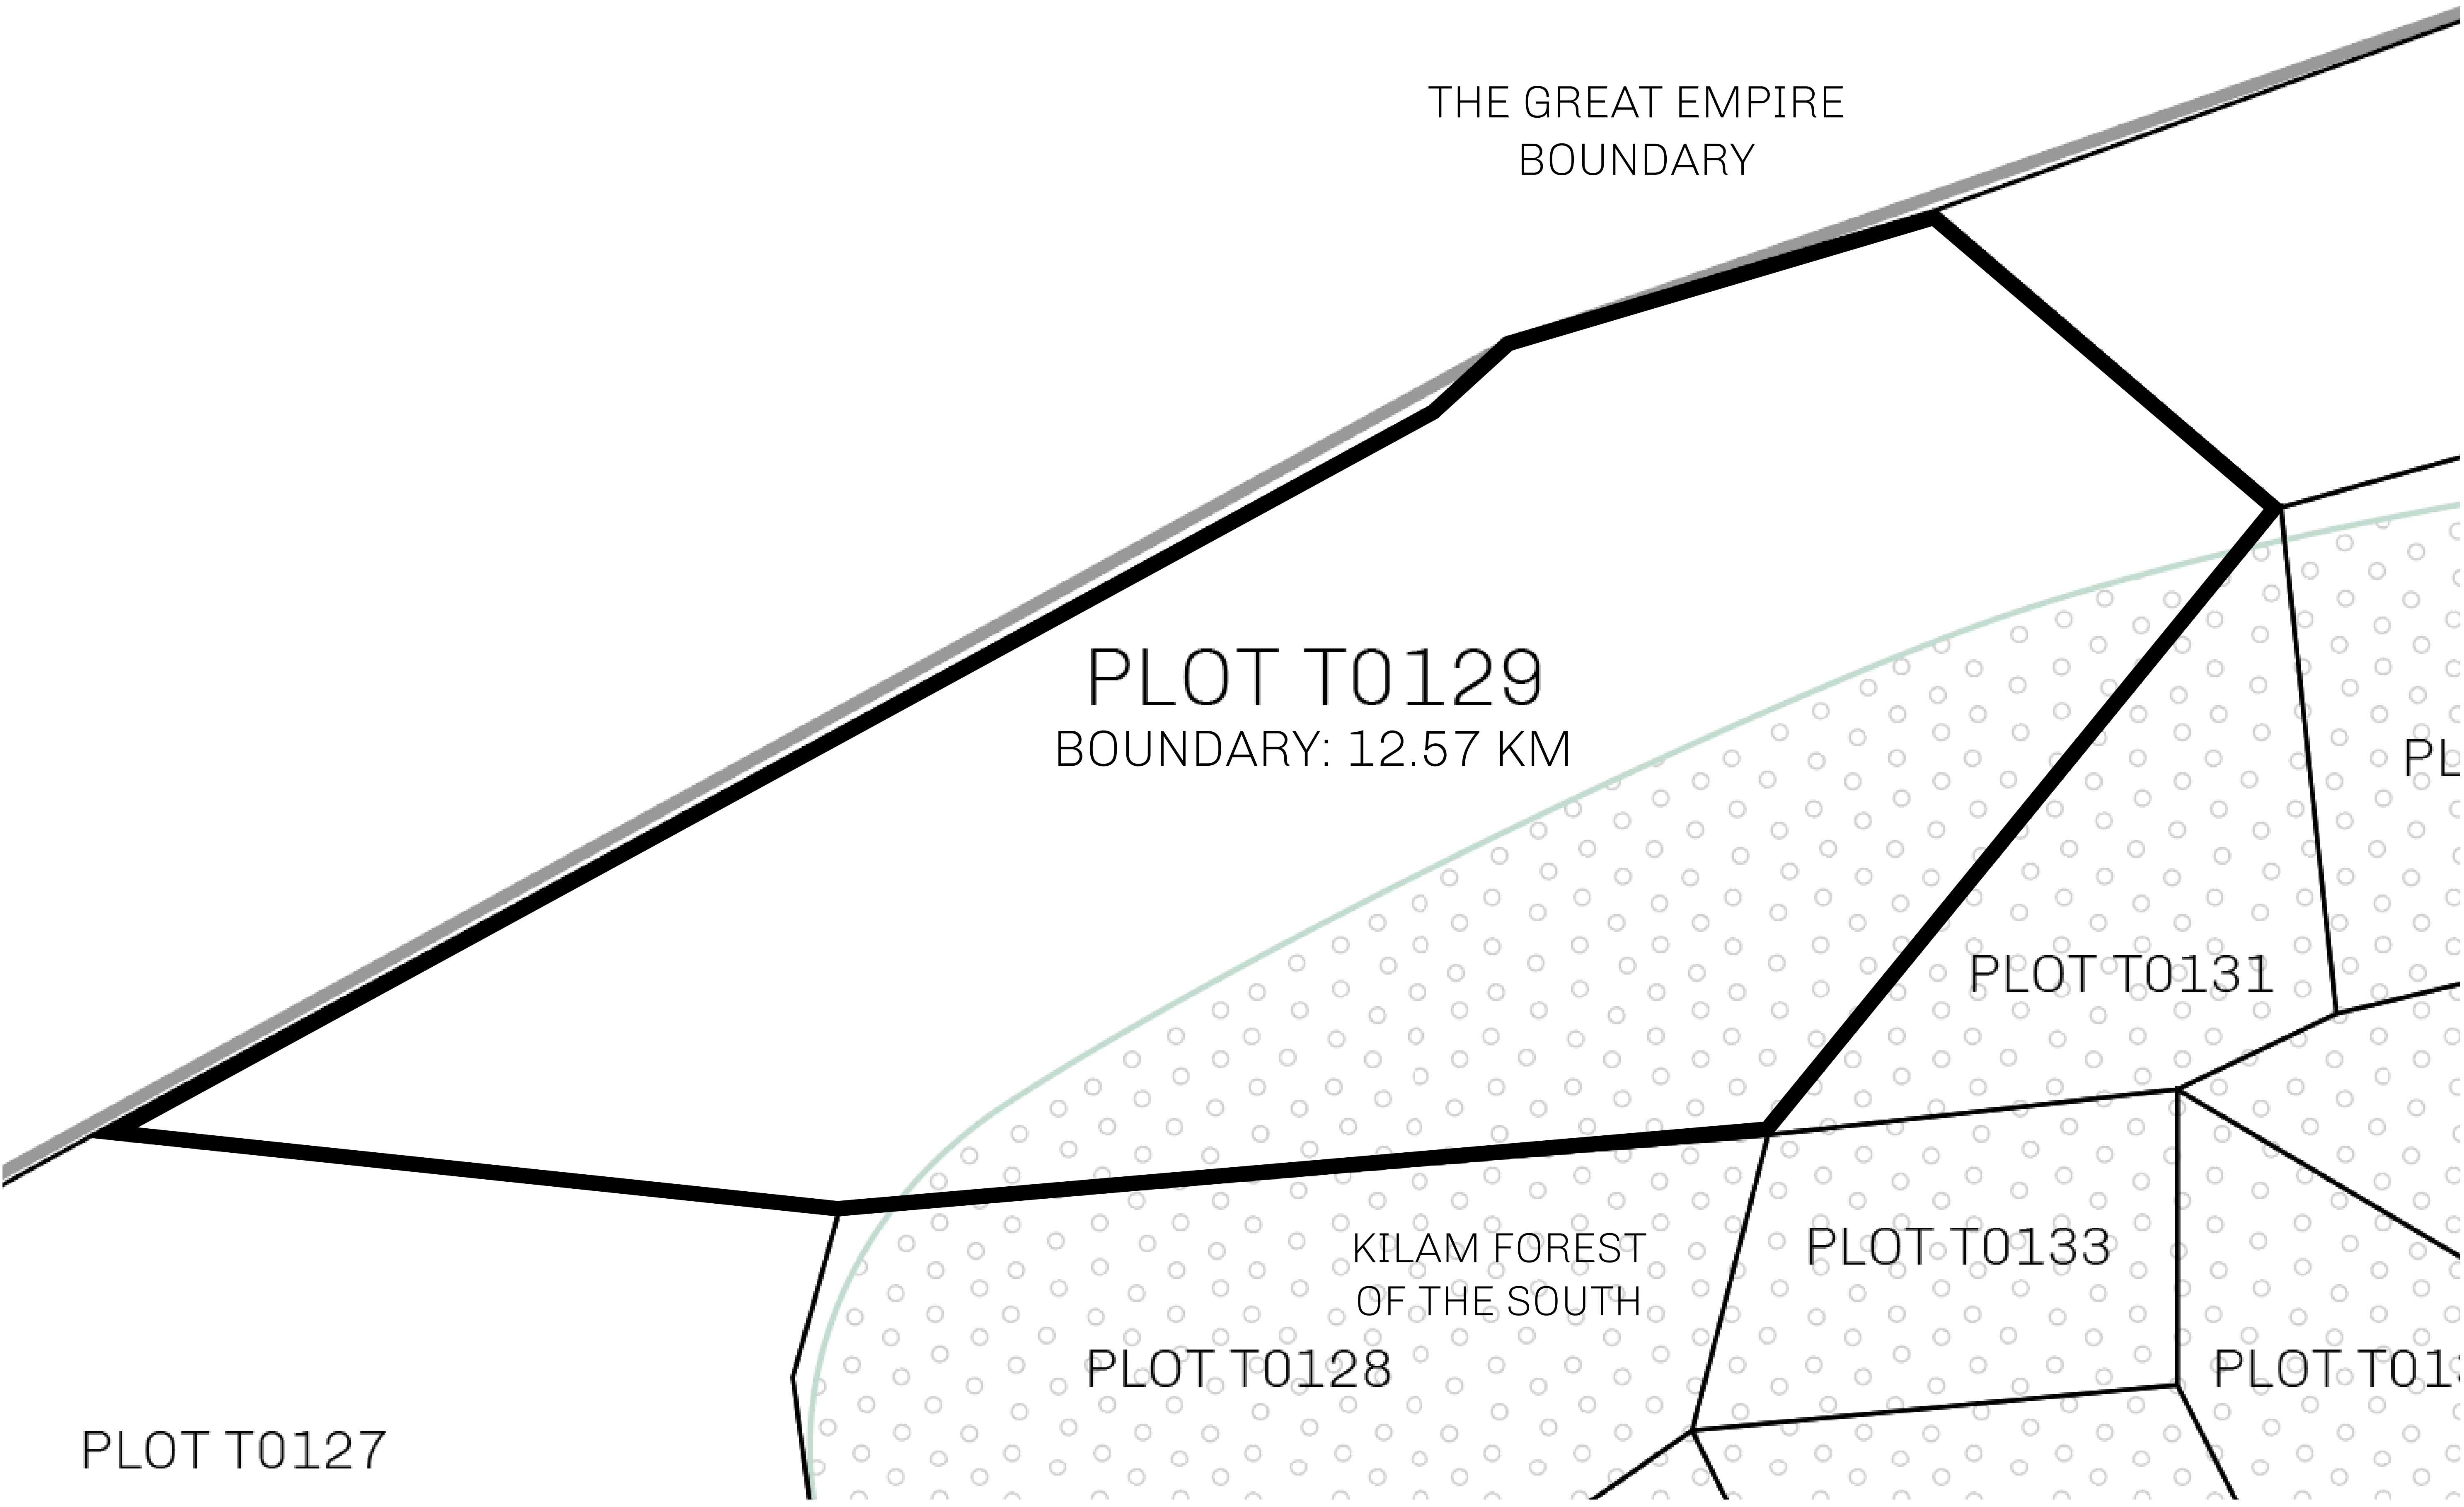 THE GREAT EMPIRE
BOUNDARY
PLOT T0129
BOUNDARY: 12.57 KM
PLOT T0131
KILAM FOREST
OF THE SOUTH
PLOT T0133
PLOT T0128
PLOT
PLOT T0127